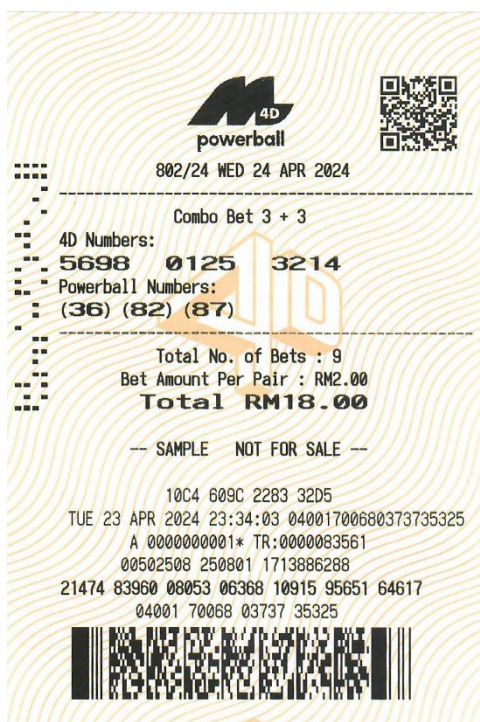 4D
powerball
802/24 WED 24 APR 2024
Combo Bet 3 + 3
4D Numbers:
5698 0125 3214
Powerball Numbers:
(36) (82) (87)
Total No. of Bets : 9
Bet Amount Per Pair : RM2.00
Total RM18.00
-- SAMPLE NOT FOR SALE --
10C4 609C 2283 32D5
TUE 23 APR 2024 23:34:03 04001700680373735325
A 0000000001* TR:0000083561
00502508 250801 1713886288
21474 83960 08053 06368 10915 95651 64617
04001 70068 03737 35325